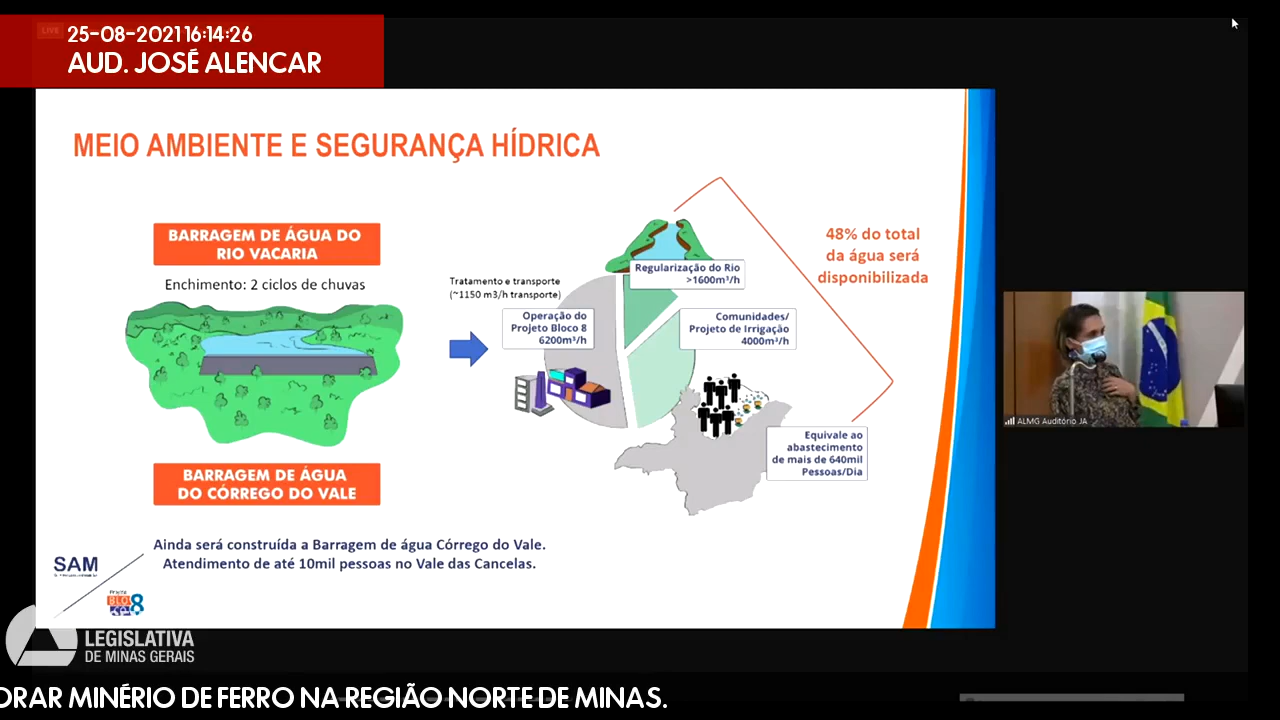 LIVE
25-08-2021 16:14:26
AUD. JOSÉ ALENCAR
MEIO AMBIENTE E SEGURANÇA HÍDRICA
BARRAGEM DE ÁGUA DO
RIO VACARIA
Enchimento: 2 ciclos de chuvas
Tratamento e transporte
(~1150 m3/h transporte)
Operação do
Projeto Bloco 8
6200m³/h
Regularização do Rio
>1600m³/h
Comunidades/
Projeto de Irrigação
4000m³/h
48% do total
da água será
disponibilizada
Equivale ao
abastecimento
de mais de 640mil
Pessoas/Dia
BARRAGEM DE ÁGUA
DO CÓRREGO DO VALE
Ainda será construída a Barragem de água Córrego do Vale.
Atendimento de até 10mil pessoas no Vale das Cancelas.
SAM
8
ALMG Auditório JA
LEGISLATIVA
DE MINAS GERAIS
ORAR MINÉRIO DE FERRO NA REGIÃO NORTE DE MINAS.